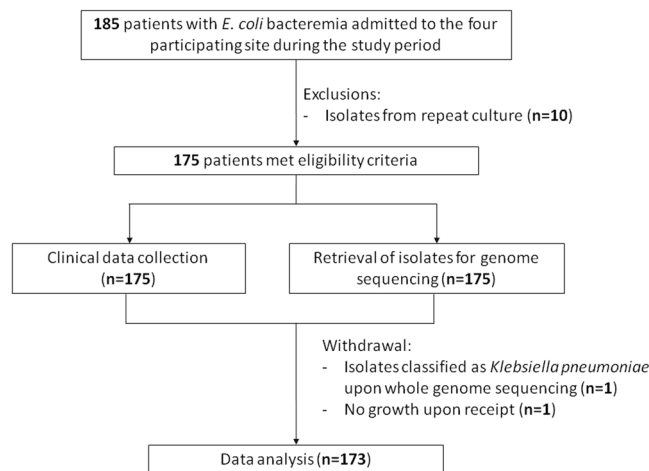 185 patients with E. coli bacteremia admitted to the four
participating site during the study period
Exclusions:
- Isolates from repeat culture (n=10)
175 patients met eligibility criteria
Clinical data collection
(n=175)
Retrieval of isolates for genome
sequencing (n=175)
Withdrawal:
- Isolates classified as Klebsiella pneumoniae
upon whole genome sequencing (n=1)
- No growth upon receipt (n=1)
Data analysis (n=173)